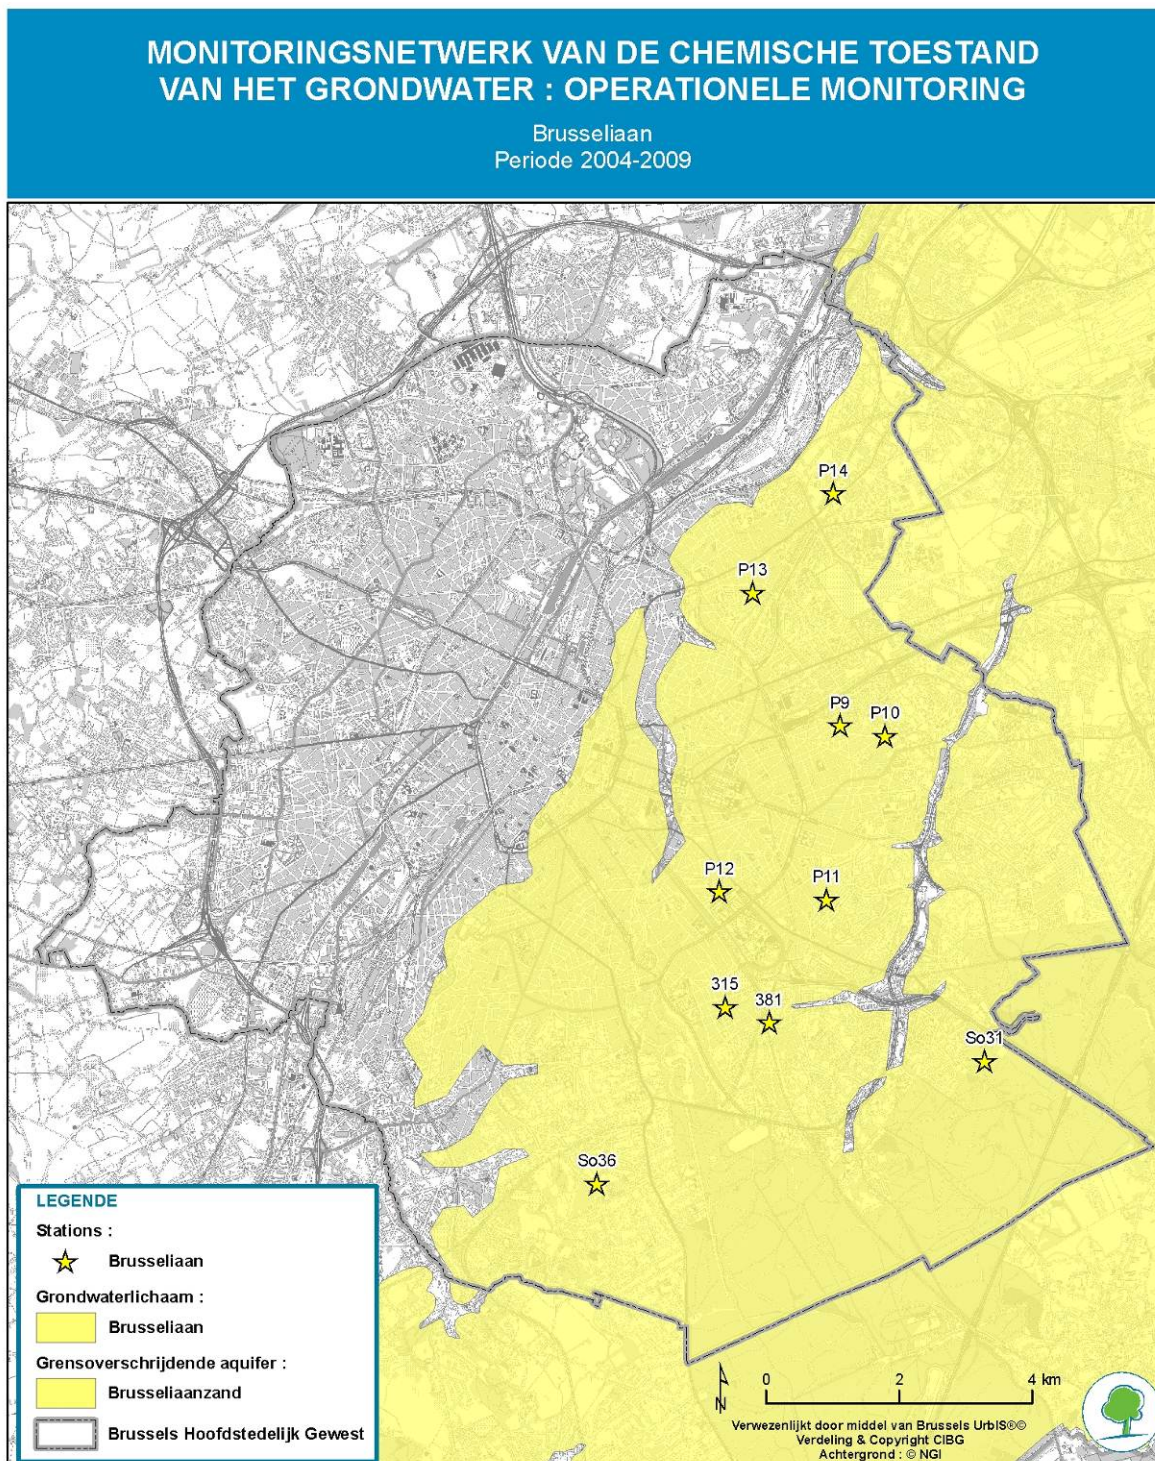 MONITORINGSNETWERK VAN DE CHEMISCHE TOESTAND
VAN HET GRONDWATER : OPERATIONELE MONITORING
Brusseliaan
Periode 2004-2009
P14
P13
P9
P10
P12
P11
315
381
So31
So36
LEGENDE
Stations :
Brusseliaan
Grondwaterlichaam :
Brusseliaan
Grensoverschrijdende aquifer :
Brusseliaanzand
Brussels Hoofdstedelijk Gewest
N
0 2 4 km
Verwezenlijkt door middel van Brussels UrbIS®©
Verdeling & Copyright CIBG
Achtergrond : © NGI